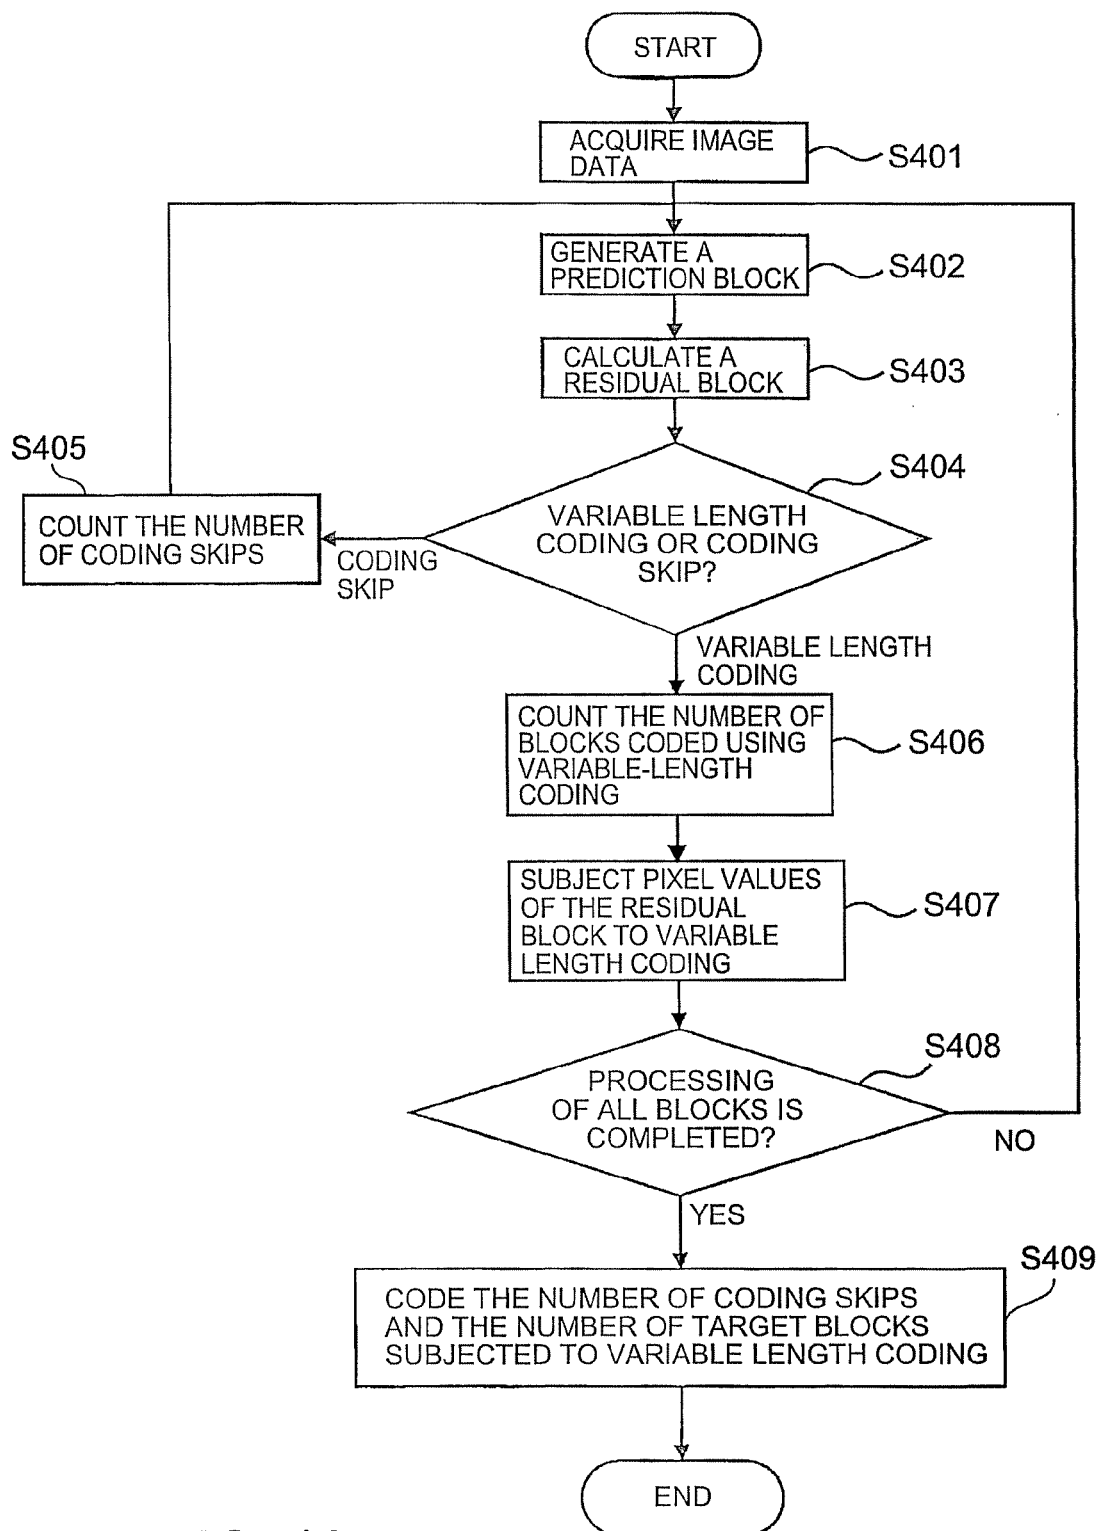 START
ACQUIRE IMAGE
DATA
S401
GENERATE A
PREDICTION BLOCK
S402
CALCULATE A
RESIDUAL BLOCK
S403
S405
S404
COUNT THE NUMBER
OF CODING SKIPS
VARIABLE LENGTH
CODING OR CODING
SKIP?
CODING
SKIP
VARIABLE LENGTH
CODING
COUNT THE NUMBER OF
BLOCKS CODED USING
VARIABLE-LENGTH
CODING
S406
SUBJECT PIXEL VALUES
OF THE RESIDUAL
BLOCK TO VARIABLE
LENGTH CODING
S407
S408
PROCESSING
OF ALL BLOCKS IS
COMPLETED?
NO
YES
S409
CODE THE NUMBER OF CODING SKIPS
AND THE NUMBER OF TARGET BLOCKS
SUBJECTED TO VARIABLE LENGTH CODING
END